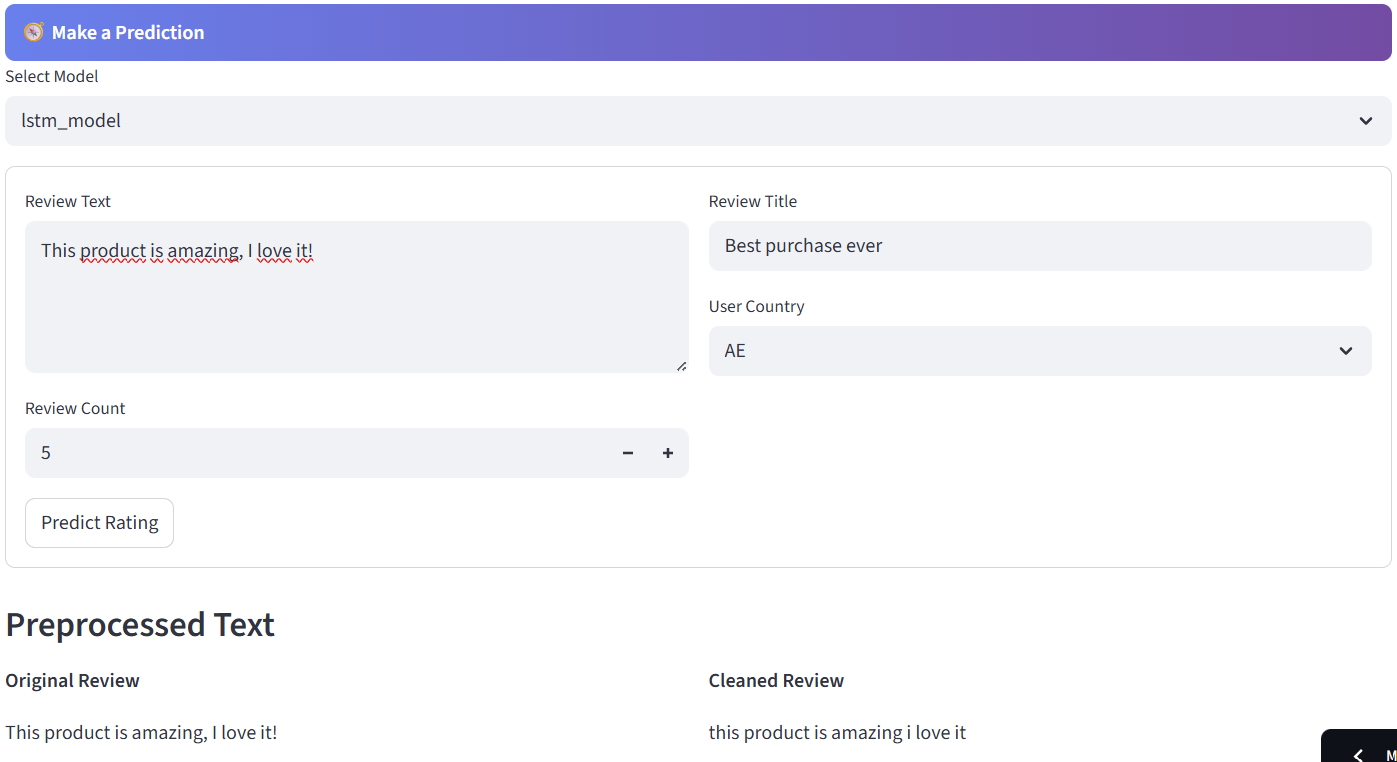 Make a Prediction
Select Model
lstm_model
Review Text
This product is amazing, I love it!
Review Title
Best purchase ever
User Country
AE
Review Count
5
Predict Rating
Preprocessed Text
Original Review
Cleaned Review
This product is amazing, I love it!
this product is amazing i love it